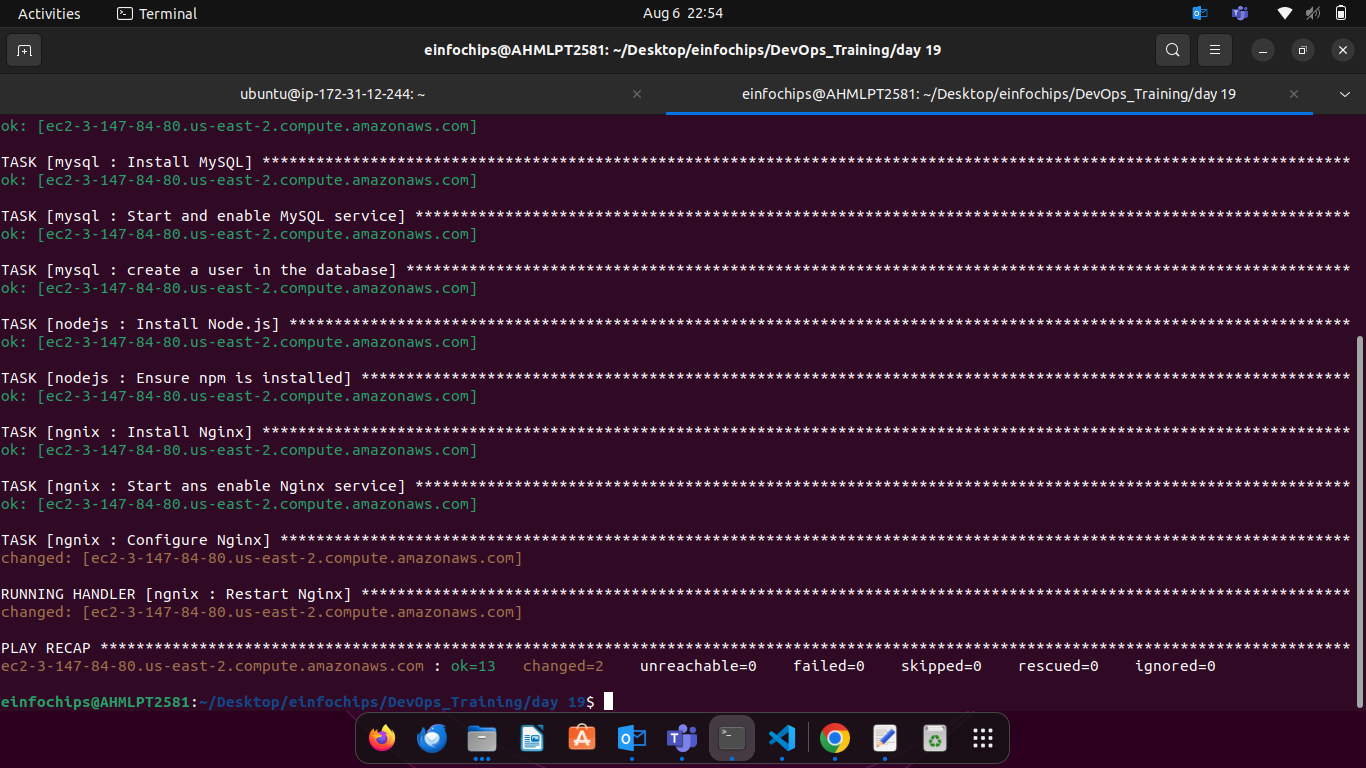 Activities
Terminal
Aug 6 22:54
einfochips@AHMLPT2581: ~/Desktop/einfochips/DevOps_Training/day 19
ubuntu@ip-172-31-12-244: ~
einfochips@AHMLPT2581: ~/Desktop/einfochips/DevOps_Training/day 19
ok: [ec2-3-147-84-80.us-east-2.compute.amazonaws.com]
TASK [mysql : Install MySQL] *************************************************************************************************************************
ok: [ec2-3-147-84-80.us-east-2.compute.amazonaws.com]
TASK [mysql : Start and enable MySQL service] ********************************************************************************************************
ok: [ec2-3-147-84-80.us-east-2.compute.amazonaws.com]
TASK [mysql : create a user in the database] *********************************************************************************************************
ok: [ec2-3-147-84-80.us-east-2.compute.amazonaws.com]
TASK [nodejs : Install Node.js] **********************************************************************************************************************
ok: [ec2-3-147-84-80.us-east-2.compute.amazonaws.com]
TASK [nodejs : Ensure npm is installed] **************************************************************************************************************
ok: [ec2-3-147-84-80.us-east-2.compute.amazonaws.com]
TASK [ngnix : Install Nginx] *************************************************************************************************************************
ok: [ec2-3-147-84-80.us-east-2.compute.amazonaws.com]
TASK [ngnix : Start ans enable Nginx service] ********************************************************************************************************
ok: [ec2-3-147-84-80.us-east-2.compute.amazonaws.com]
TASK [ngnix : Configure Nginx] ***********************************************************************************************************************
changed: [ec2-3-147-84-80.us-east-2.compute.amazonaws.com]
RUNNING HANDLER [ngnix : Restart Nginx] **************************************************************************************************************
changed: [ec2-3-147-84-80.us-east-2.compute.amazonaws.com]
PLAY RECAP *******************************************************************************************************************************************
ec2-3-147-84-80.us-east-2.compute.amazonaws.com : ok=13   changed=2    unreachable=0    failed=0    skipped=0    rescued=0    ignored=0
einfochips@AHMLPT2581:~/Desktop/einfochips/DevOps_Training/day 19$